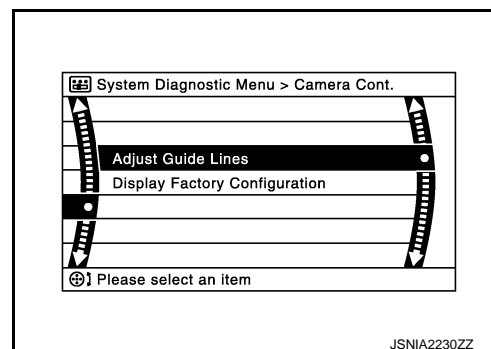 System Diagnostic Menu > Camera Cont.
Adjust Guide Lines
Display Factory Configuration
Please select an item
JSNIA2230ZZ